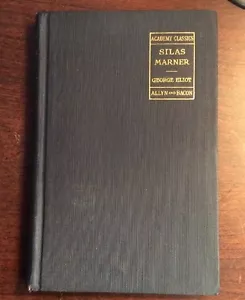 ACADEMY CLASSICS
SILAS
MARNER
GEORGE ELIOT
ALLYN AND BACON